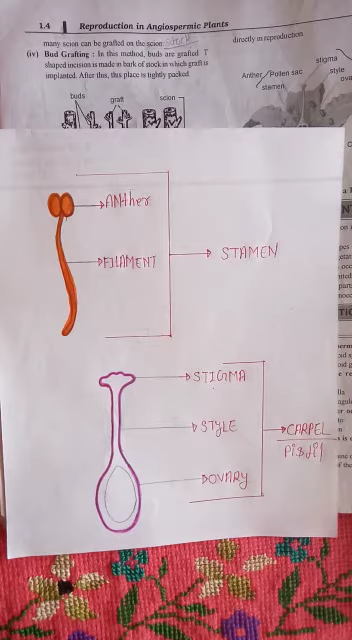 1.4 Reproduction in Angiospermic Plants
many scion can be grafted on the scion. stock
(iv) Bud Grafting : In this method, buds are grafted T
shaped incision is made in bark of stock in which graft is
implanted. After this, this place is tightly packed
buds
graft
scion
directly in reproduction
stigma
Anther Pollen sac
style
stamen
ova
ANther
FILAMENT
STAMEN
STIGMA
STYLE
OVARY
CARPEL
Pistil